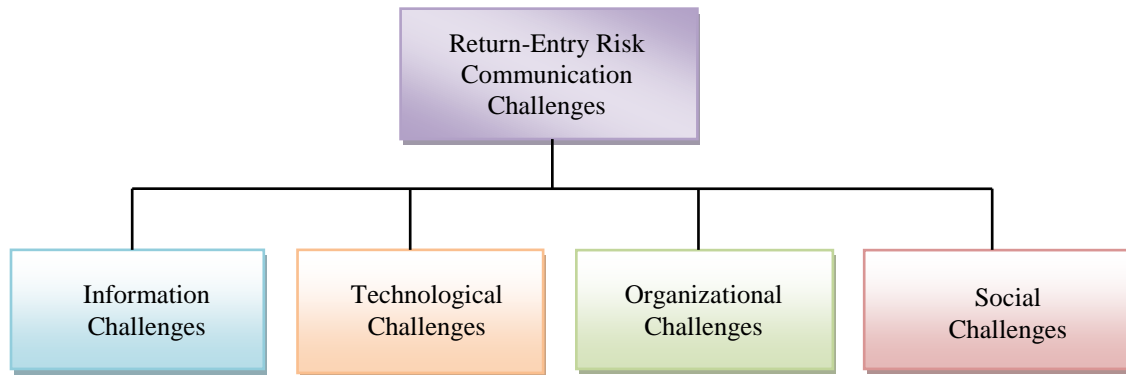 Return-Entry Risk
Communication
Challenges
Information
Challenges
Technological
Challenges
Organizational
Challenges
Social
Challenges